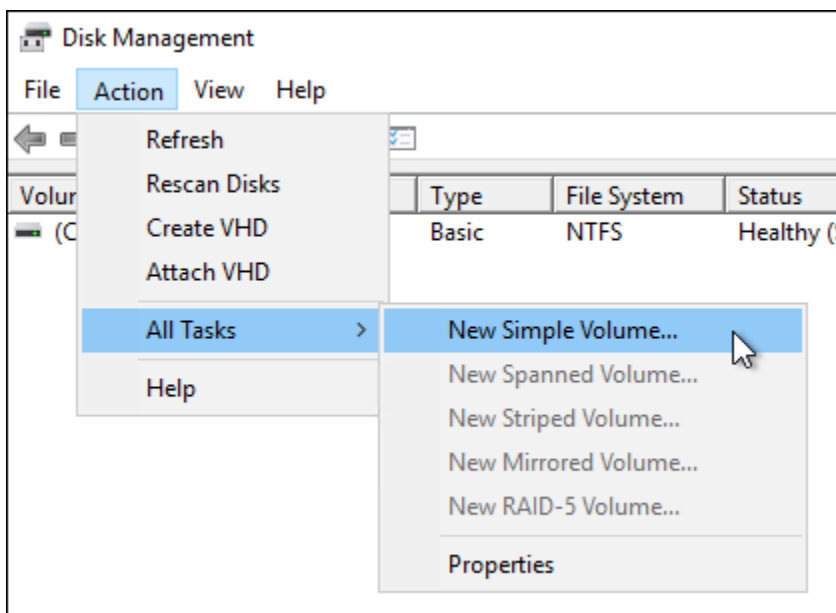 Disk Management
File Action View Help
Refresh
Rescan Disks
Create VHD
Attach VHD
All Tasks
Help
Type File System Status
Basic NTFS Healthy
New Simple Volume...
New Spanned Volume...
New Striped Volume...
New Mirrored Volume...
New RAID-5 Volume...
Properties